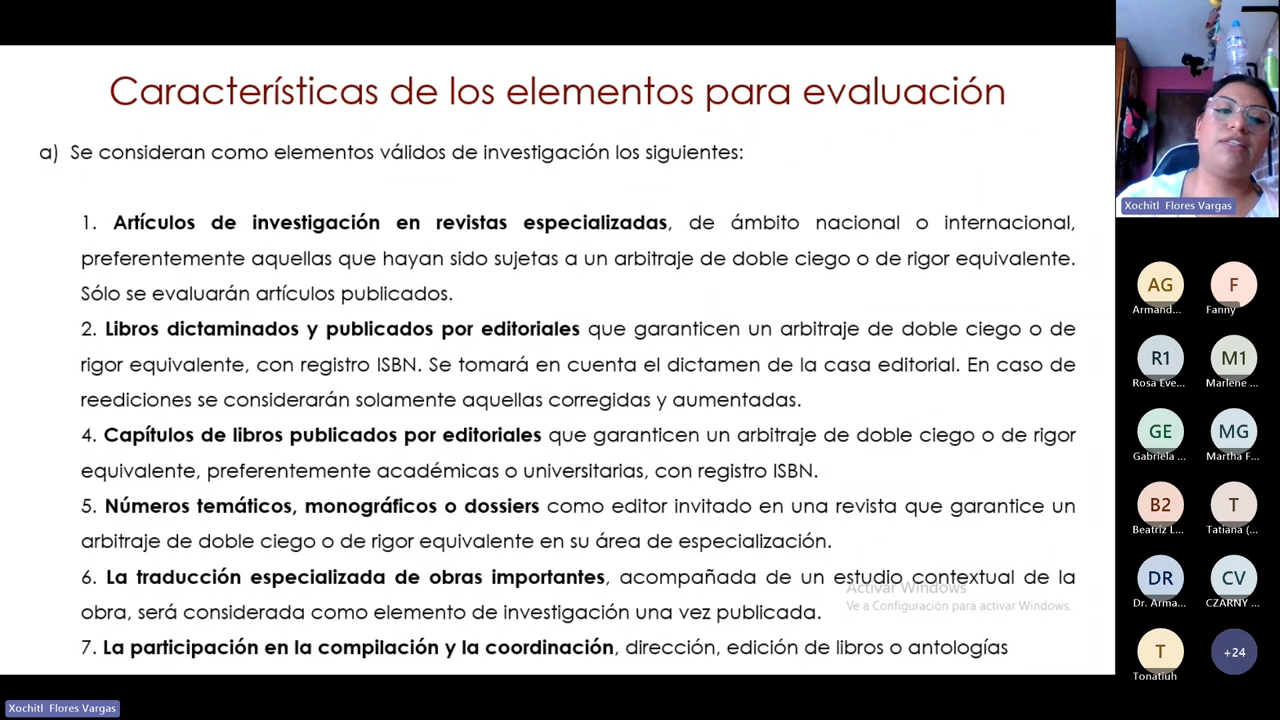 Características de los elementos para evaluación
a) Se consideran como elementos válidos de investigación los siguientes:
1. Artículos de investigación en revistas especializadas, de ámbito nacional o internacional,
preferentemente aquellas que hayan sido sujetas a un arbitraje de doble ciego o de rigor equivalente.
Sólo se evaluarán artículos publicados.
2. Libros dictaminados y publicados por editoriales que garanticen un arbitraje de doble ciego o de
rigor equivalente, con registro ISBN. Se tomará en cuenta el dictamen de la casa editorial. En caso de
reediciones se considerarán solamente aquellas corregidas y aumentadas.
4. Capítulos de libros publicados por editoriales que garanticen un arbitraje de doble ciego o de rigor
equivalente, preferentemente académicas o universitarias, con registro ISBN.
5. Números temáticos, monográficos o dossiers como editor invitado en una revista que garantice un
arbitraje de doble ciego o de rigor equivalente en su área de especialización.
6. La traducción especializada de obras importantes, acompañada de un estudio contextual de la
obra, será considerada como elemento de investigación una vez publicada.
7. La participación en la compilación y la coordinación, dirección, edición de libros o antologías
Activar Windows
Ve a Configuración para activar Windows.
Xochitl Flores Vargas
AG
Armand...
F
Fanny
R1
Rosa Eve...
M1
Marlene ...
GE
Gabriela ...
MG
Martha F...
B2
Beatriz L...
T
Tatiana (...
DR
Dr. Arma...
CV
CZARNY ...
T
Tonatiuh
+24
Xochitl Flores Vargas